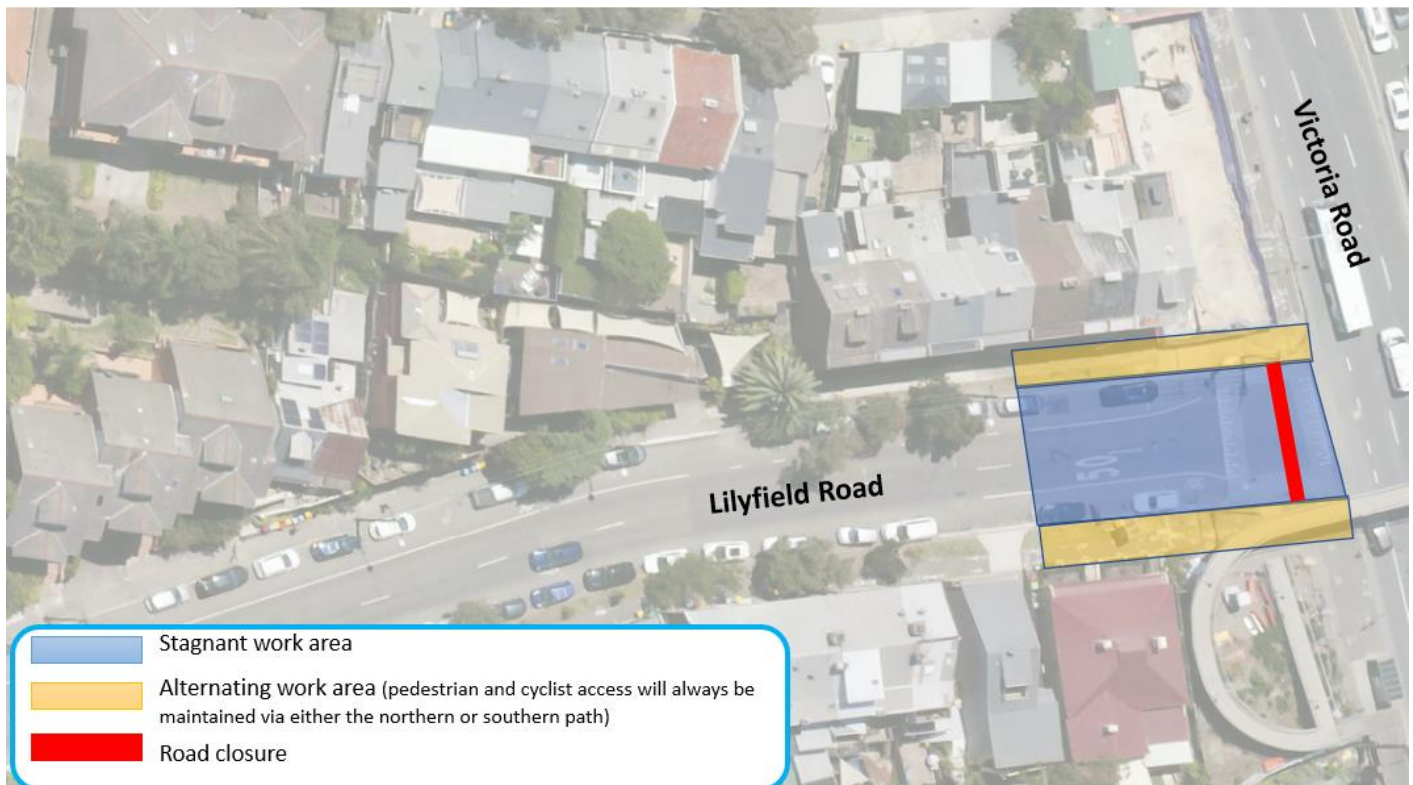 Victoria Road
50
Lilyfield Road
Stagnant work area
Alternating work area (pedestrian and cyclist access will always be
maintained via either the northern or southern path)
Road closure